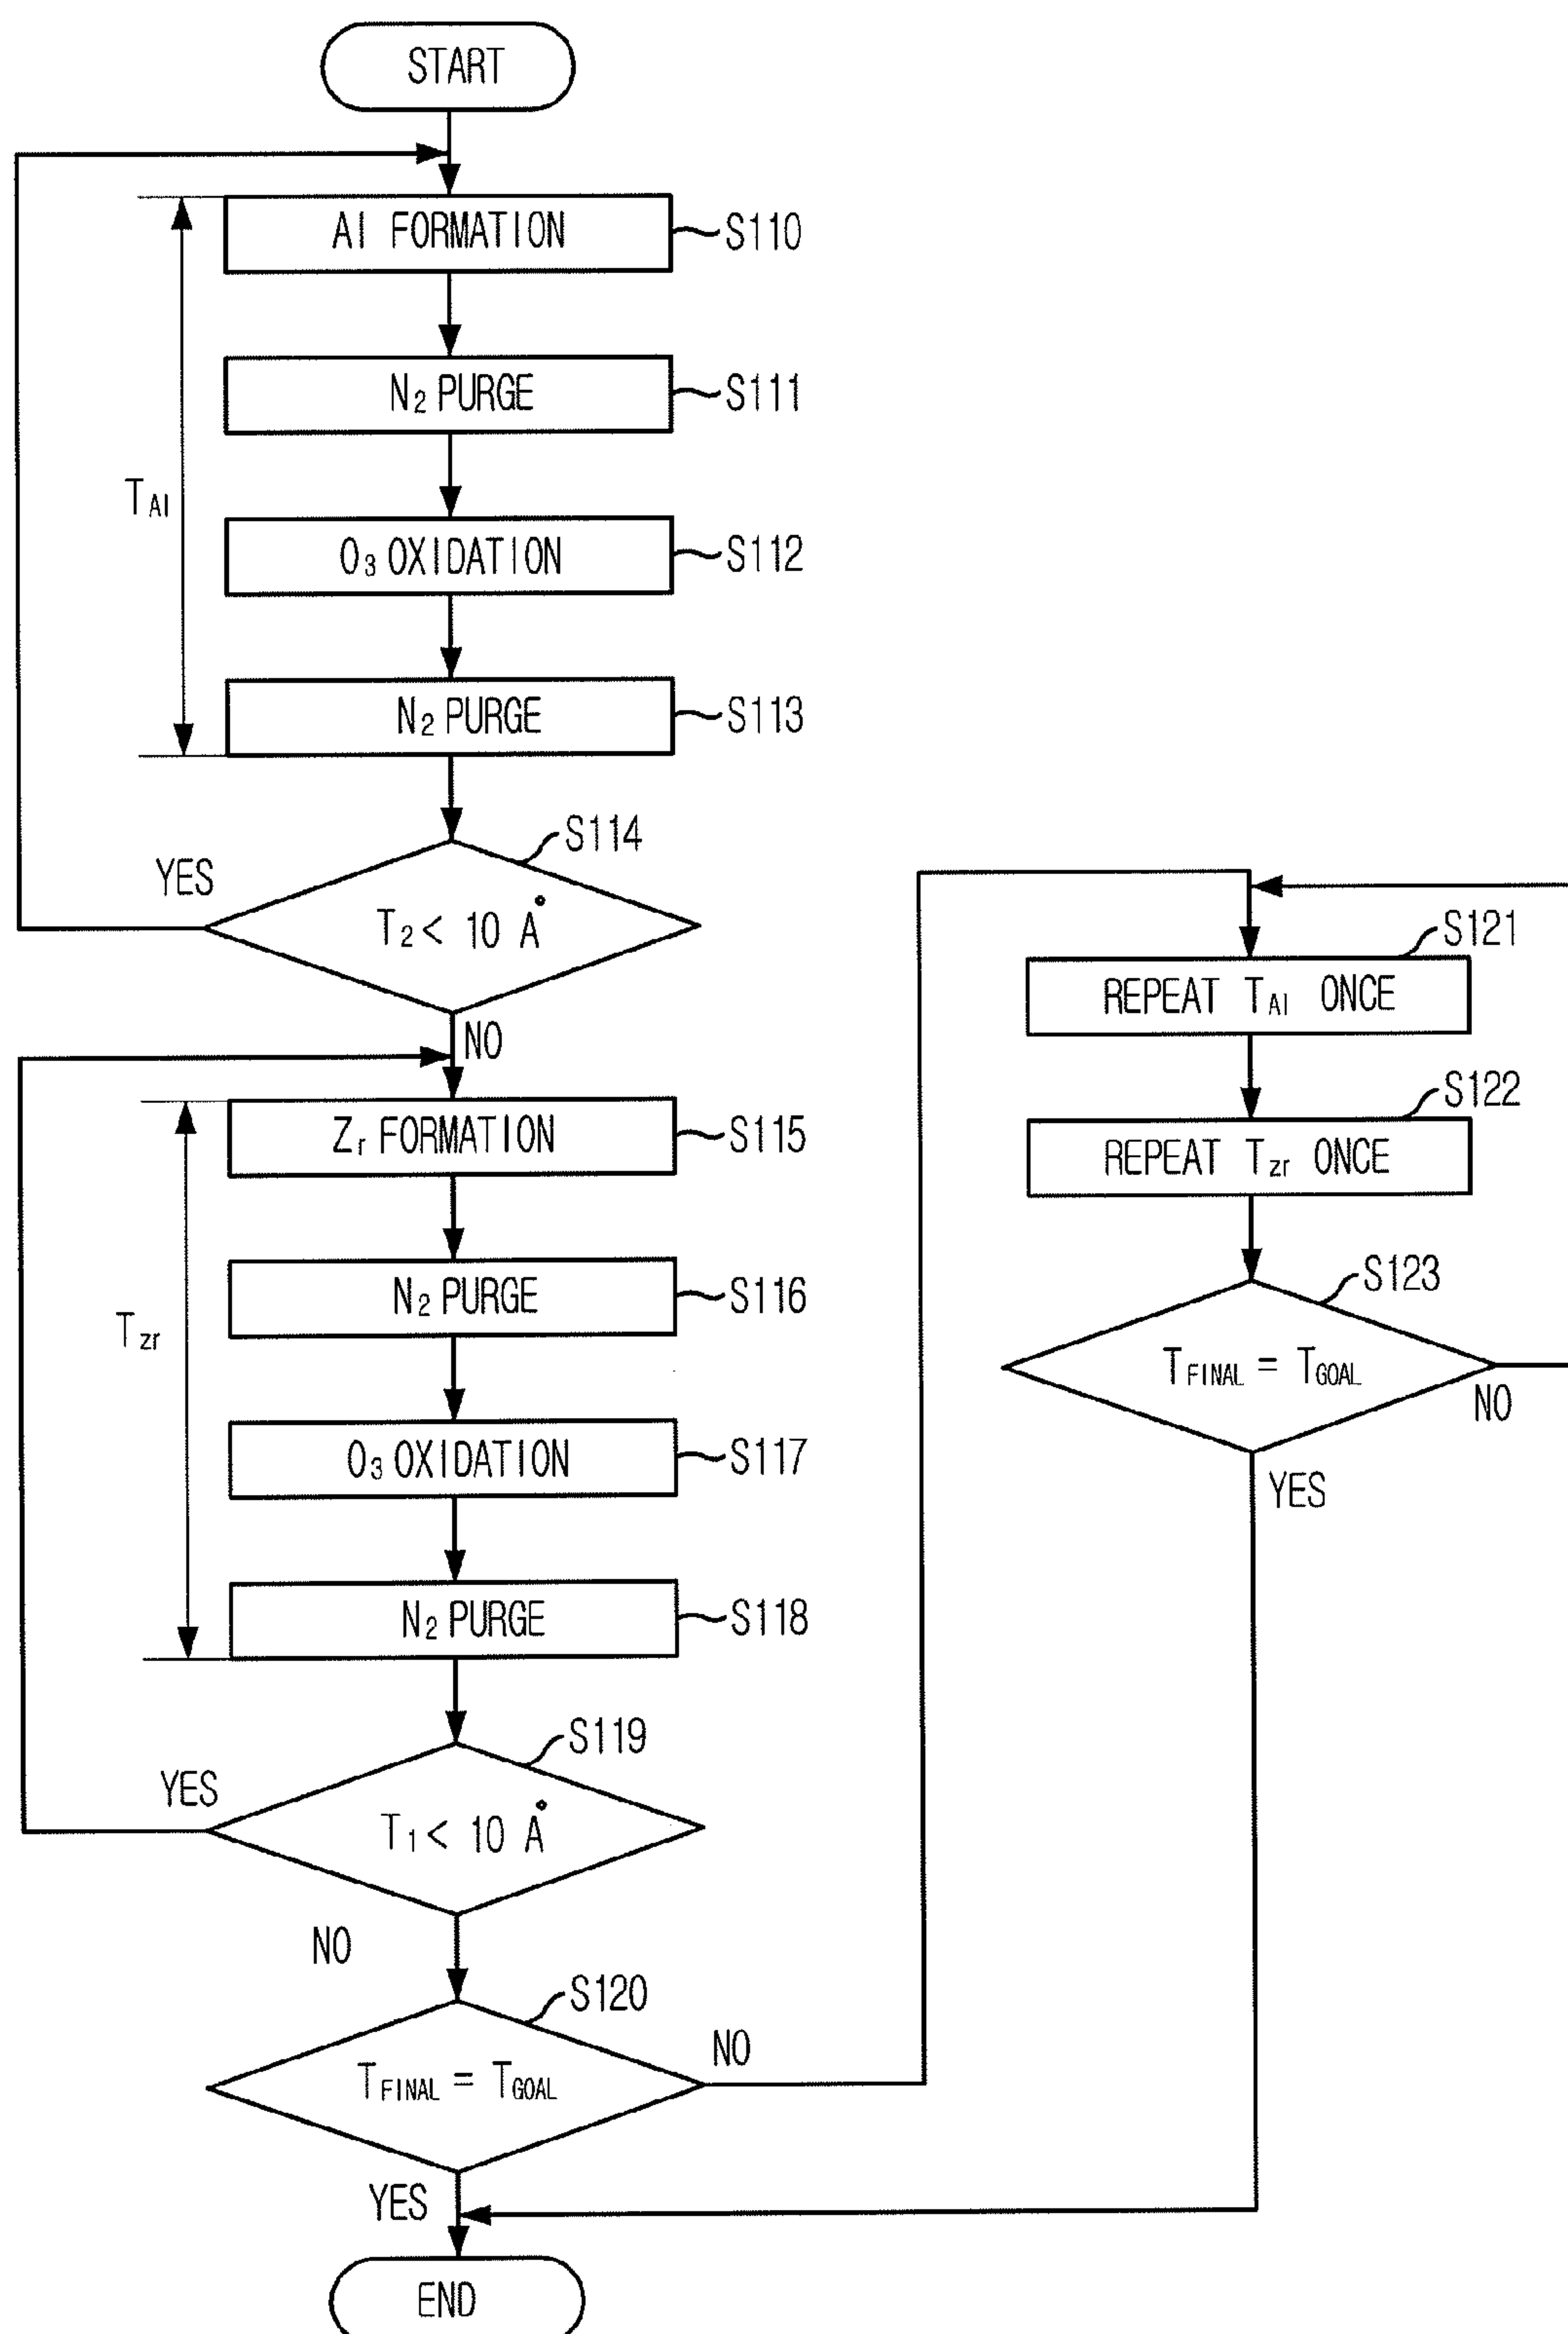 START
Al FORMATION
S110
N₂ PURGE
S111
TAl
O₃ OXIDATION
S112
N₂ PURGE
S113
S114
YES
T₂ < 10 Å
NO
Zr FORMATION
S115
N₂ PURGE
S116
Tzr
O₃ OXIDATION
S117
N₂ PURGE
S118
S119
YES
T₁ < 10 Å
NO
S120
TFINAL = TGOAL
NO
YES
END
S121
REPEAT TAl ONCE
S122
REPEAT Tzr ONCE
S123
TFINAL = TGOAL
NO
YES